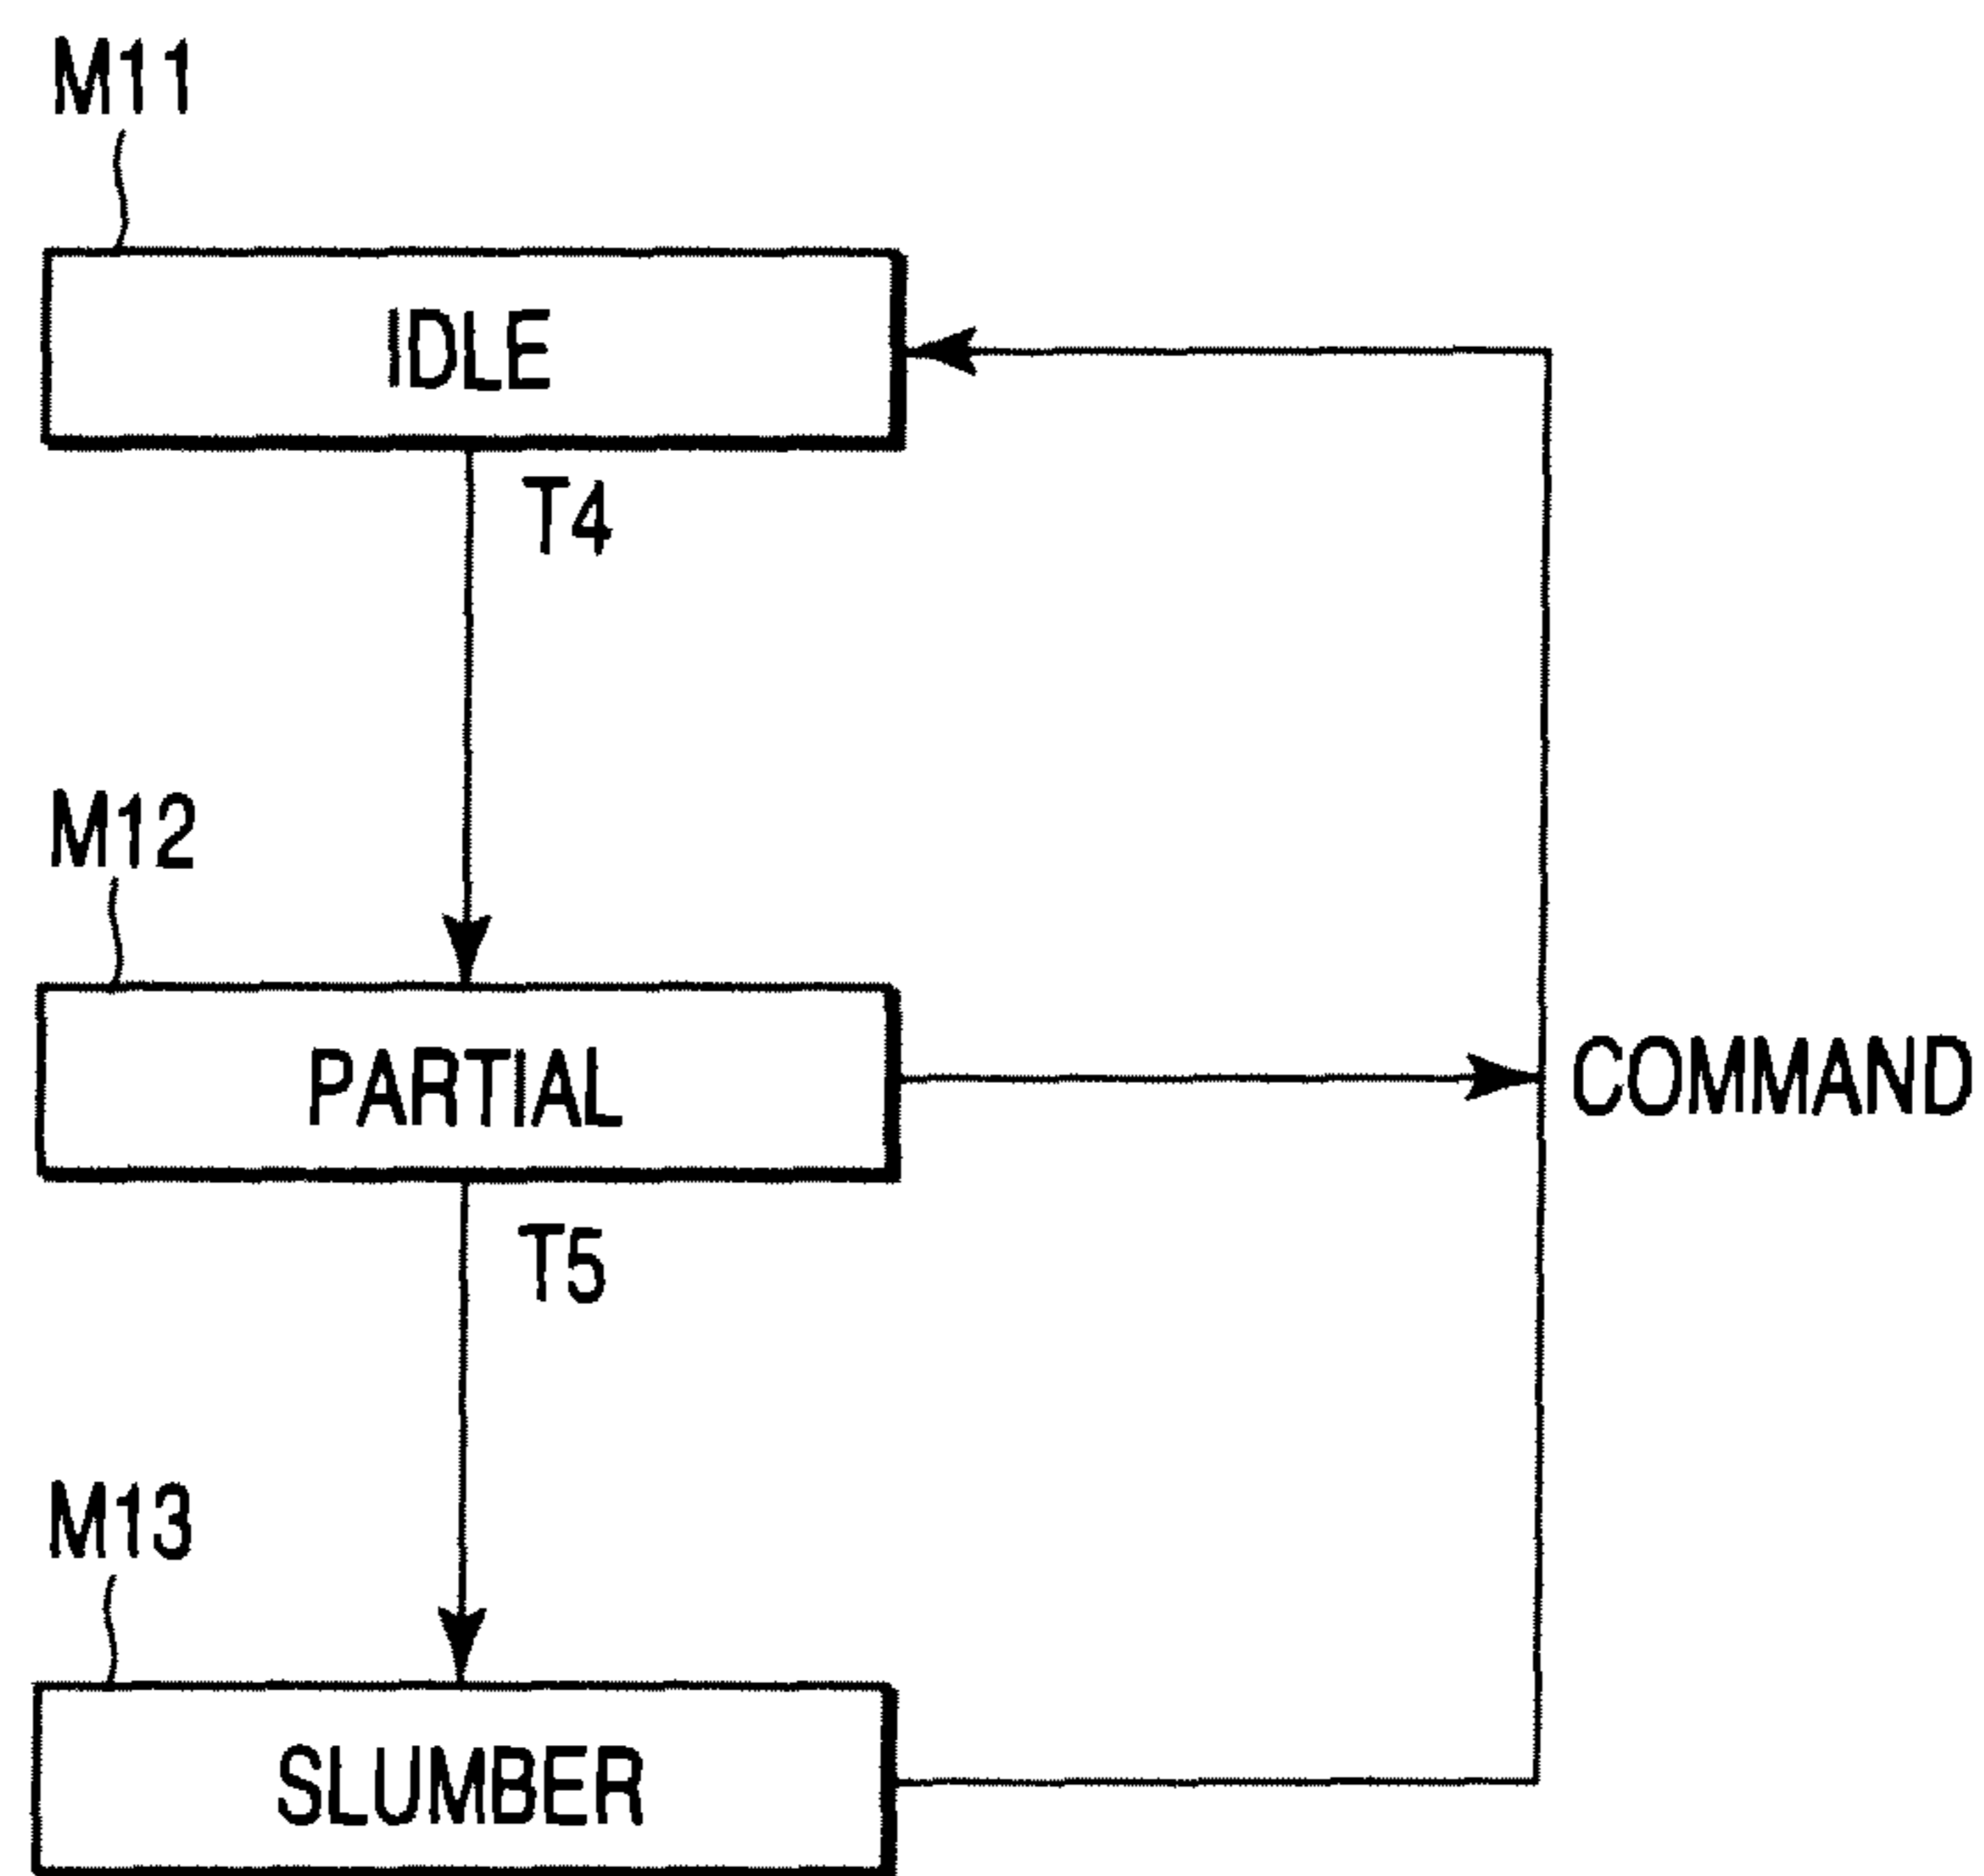 M11
IDLE
T4
M12
PARTIAL
COMMAND
T5
M13
SLUMBER